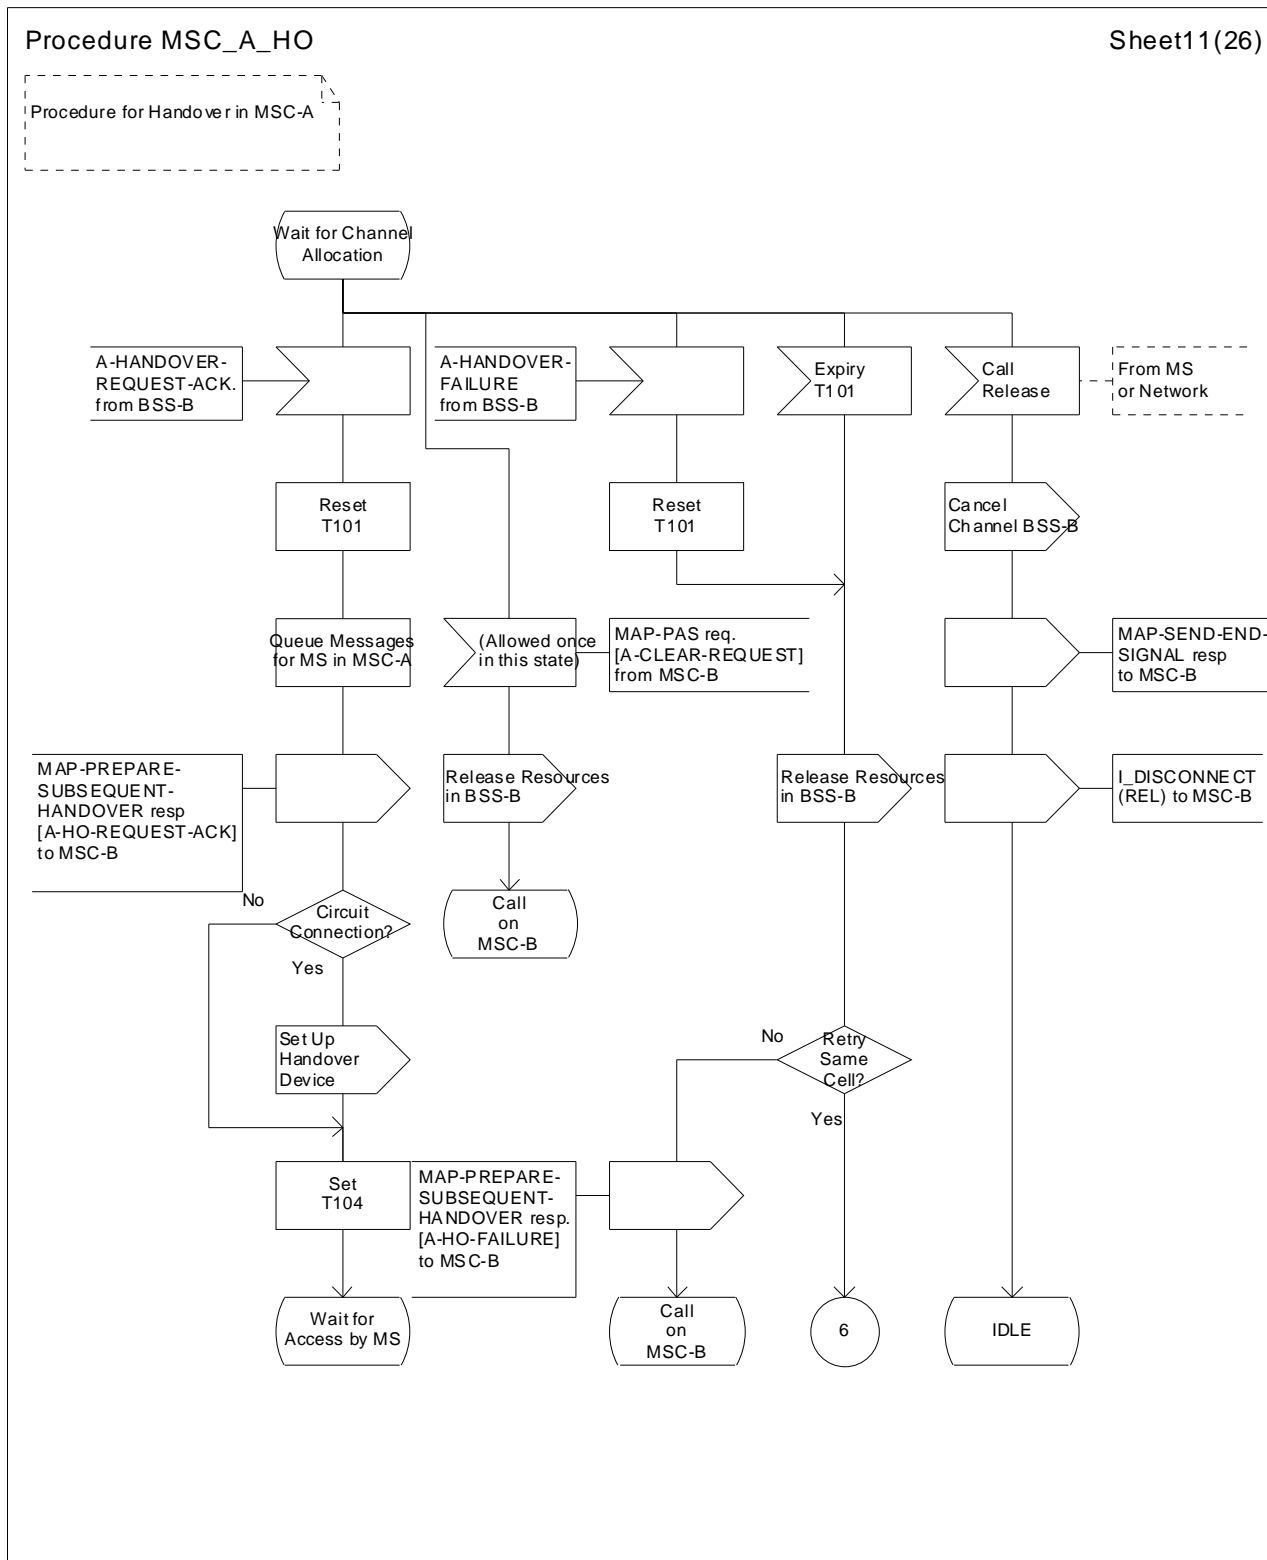 Procedure MSC_A_HO
Sheet11(26)
Procedure for Handover in MSC-A
Wait for Channel
Allocation
A-HANDOVER-
REQUEST-ACK.
from BSS-B
A-HANDOVER-
FAILURE
from BSS-B
Expiry
T101
Call
Release
From MS
or Network
Reset
T101
Reset
T101
Cancel
Channel BSS-B
Queue Messages
for MS in MSC-A
(Allowed once
in this state)
MAP-PAS req.
[A-CLEAR-REQUEST]
from MSC-B
MAP-SEND-END-
SIGNAL resp
to MSC-B
MAP-PREPARE-
SUBSEQUENT-
HANDOVER resp
[A-HO-REQUEST-ACK]
to MSC-B
Release Resources
in BSS-B
Release Resources
in BSS-B
I_DISCONNECT
(REL) to MSC-B
No
Circuit
Connection?
Yes
Call
on
MSC-B
Set Up
Handover
Device
No
Retry
Same
Cell?
Yes
Set
T104
MAP-PREPARE-
SUBSEQUENT-
HANDOVER resp.
[A-HO-FAILURE]
to MSC-B
Wait for
Access by MS
Call
on
MSC-B
6
IDLE